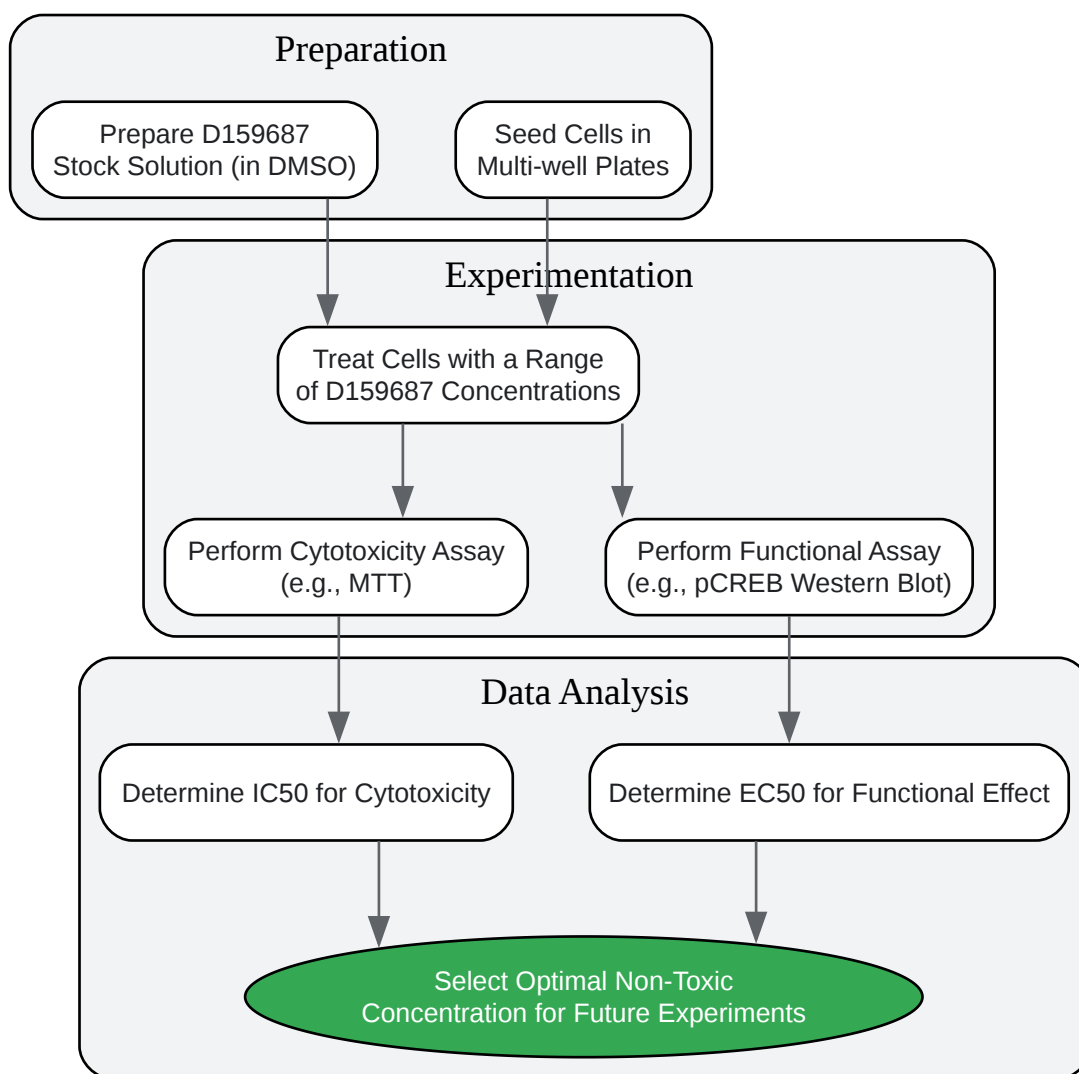 Preparation
Prepare D159687
Stock Solution (in DMSO)
Seed Cells in
Multi-well Plates
Experimentation
Treat Cells with a Range
of D159687 Concentrations
Perform Cytotoxicity Assay
(e.g., MTT)
Perform Functional Assay
(e.g., pCREB Western Blot)
Data Analysis
Determine IC50 for Cytotoxicity
Determine EC50 for Functional Effect
Select Optimal Non-Toxic
Concentration for Future Experiments